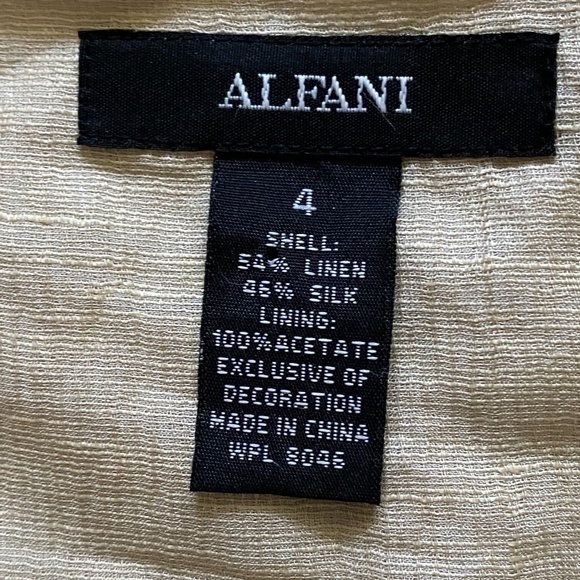 ALFANI
4
SHELL:
54% LINEN
46% SILK
LINING:
100% ACETATE
EXCLUSIVE OF
DECORATION
MADE IN CHINA
WPL 8046